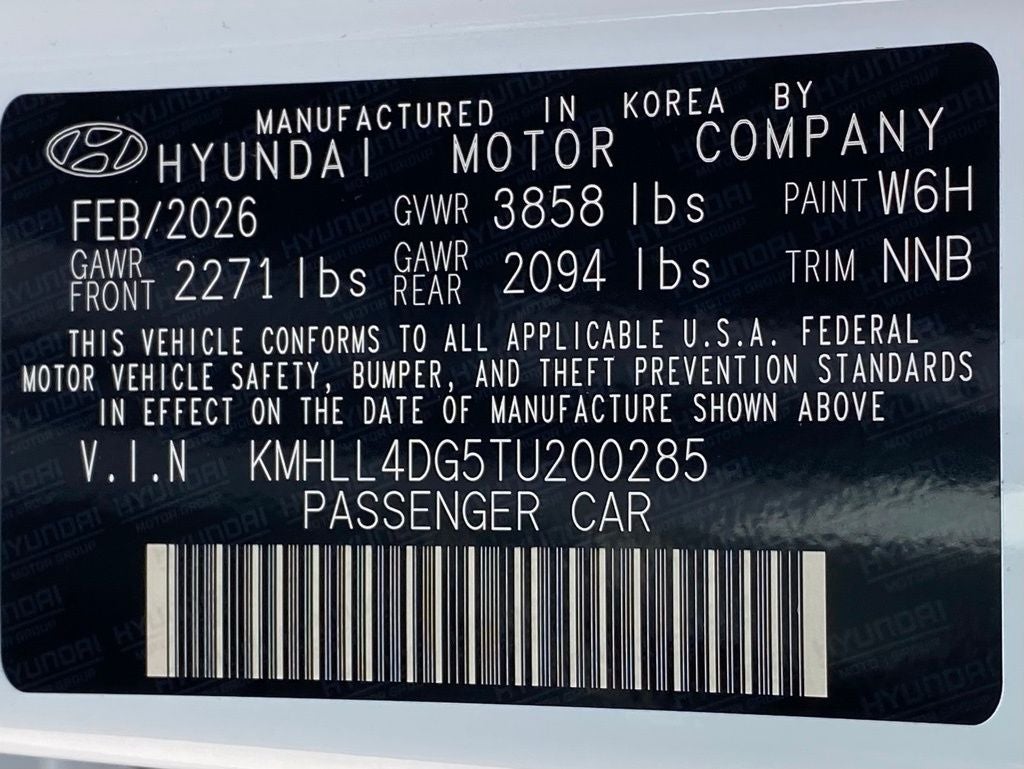 MANUFACTURED IN KOREA BY
HYUNDAI MOTOR COMPANY
FEB/2026 GVWR 3858 lbs PAINT W6H
GAWR FRONT 2271 lbs GAWR REAR 2094 lbs TRIM NNB
THIS VEHICLE CONFORMS TO ALL APPLICABLE U.S.A. FEDERAL
MOTOR VEHICLE SAFETY, BUMPER, AND THEFT PREVENTION STANDARDS
IN EFFECT ON THE DATE OF MANUFACTURE SHOWN ABOVE
V.I.N KMHLL4DG5TU200285
PASSENGER CAR